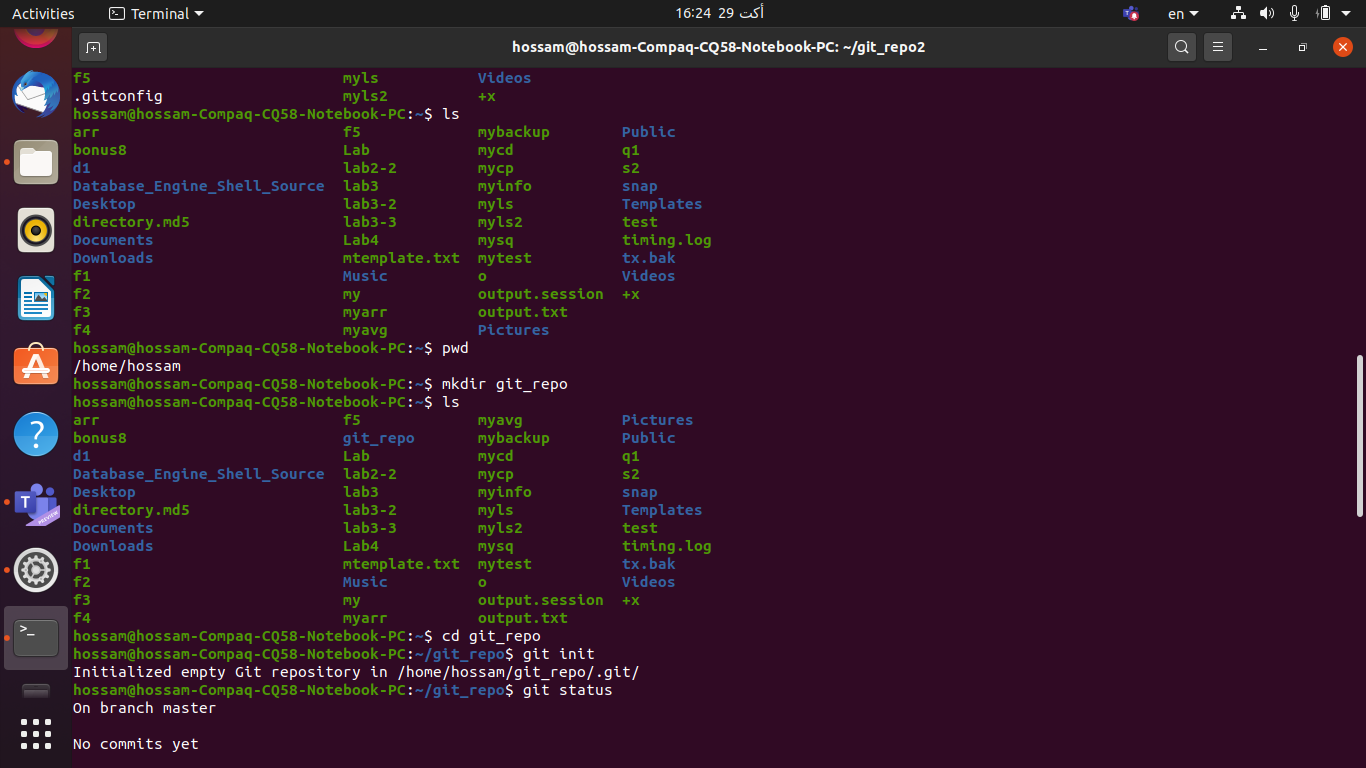 Activities Terminal 16:24 29 أكت en
hossam@hossam-Compaq-CQ58-Notebook-PC: ~/git_repo2
f5 myls Videos
.gitconfig myls2 +x
hossam@hossam-Compaq-CQ58-Notebook-PC:~$ ls
arr f5 mybackup Public
bonus8 Lab mycd q1
d1 lab2-2 mycp s2
Database_Engine_Shell_Source lab3 myinfo snap
Desktop lab3-2 myls Templates
directory.md5 lab3-3 myls2 test
Documents Lab4 mysq timing.log
Downloads mtemplate.txt mytest tx.bak
f1 Music o Videos
f2 my output.session +x
f3 myarr output.txt
f4 myavg Pictures
hossam@hossam-Compaq-CQ58-Notebook-PC:~$ pwd
/home/hossam
hossam@hossam-Compaq-CQ58-Notebook-PC:~$ mkdir git_repo
hossam@hossam-Compaq-CQ58-Notebook-PC:~$ ls
arr f5 myavg Pictures
bonus8 git_repo mybackup Public
d1 Lab mycd q1
Database_Engine_Shell_Source lab2-2 mycp s2
Desktop lab3 myinfo snap
directory.md5 lab3-2 myls Templates
Documents lab3-3 myls2 test
Downloads Lab4 mysq timing.log
f1 mtemplate.txt mytest tx.bak
f2 Music o Videos
f3 my output.session +x
f4 myarr output.txt
hossam@hossam-Compaq-CQ58-Notebook-PC:~$ cd git_repo
hossam@hossam-Compaq-CQ58-Notebook-PC:~/git_repo$ git init
Initialized empty Git repository in /home/hossam/git_repo/.git/
hossam@hossam-Compaq-CQ58-Notebook-PC:~/git_repo$ git status
On branch master
No commits yet